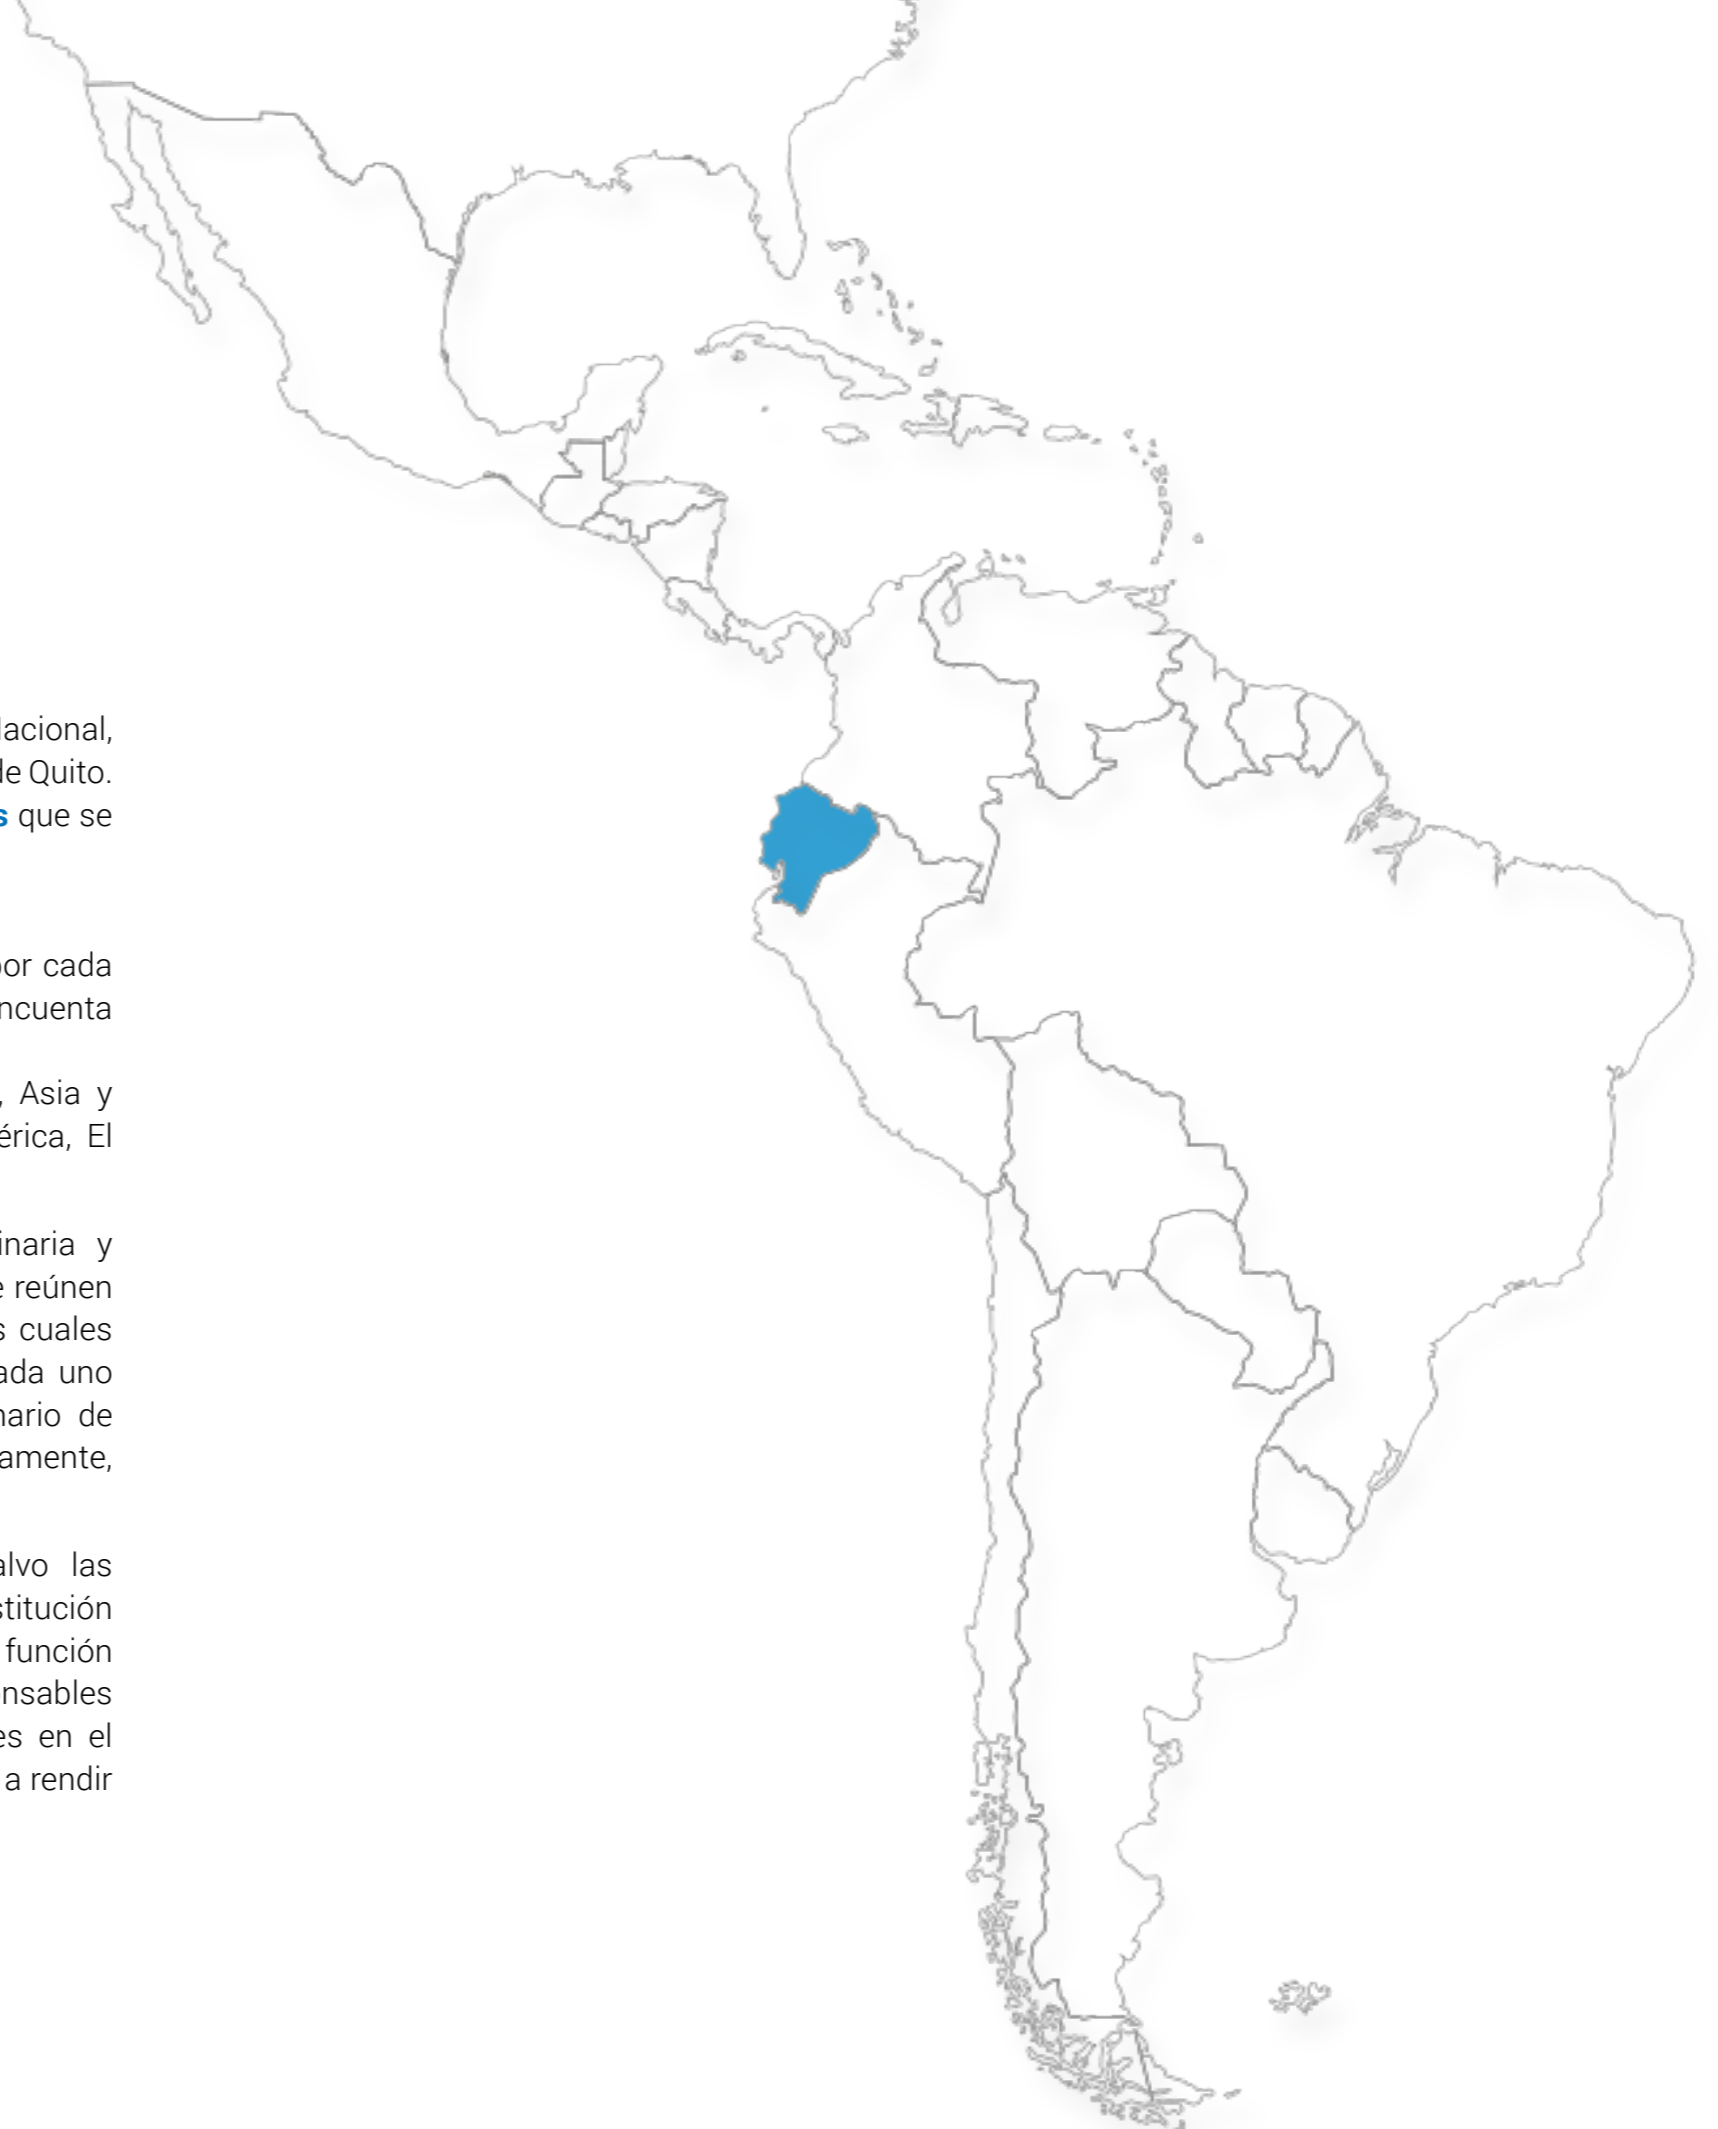 lacional,
de Quito.
s que se
por cada
ncuenta
, Asia y
érica, El
inaria y
e reúnen
s cuales
ada uno
nario de
amente,
alvo las
stitución
función
nsables
es en el
a rendir